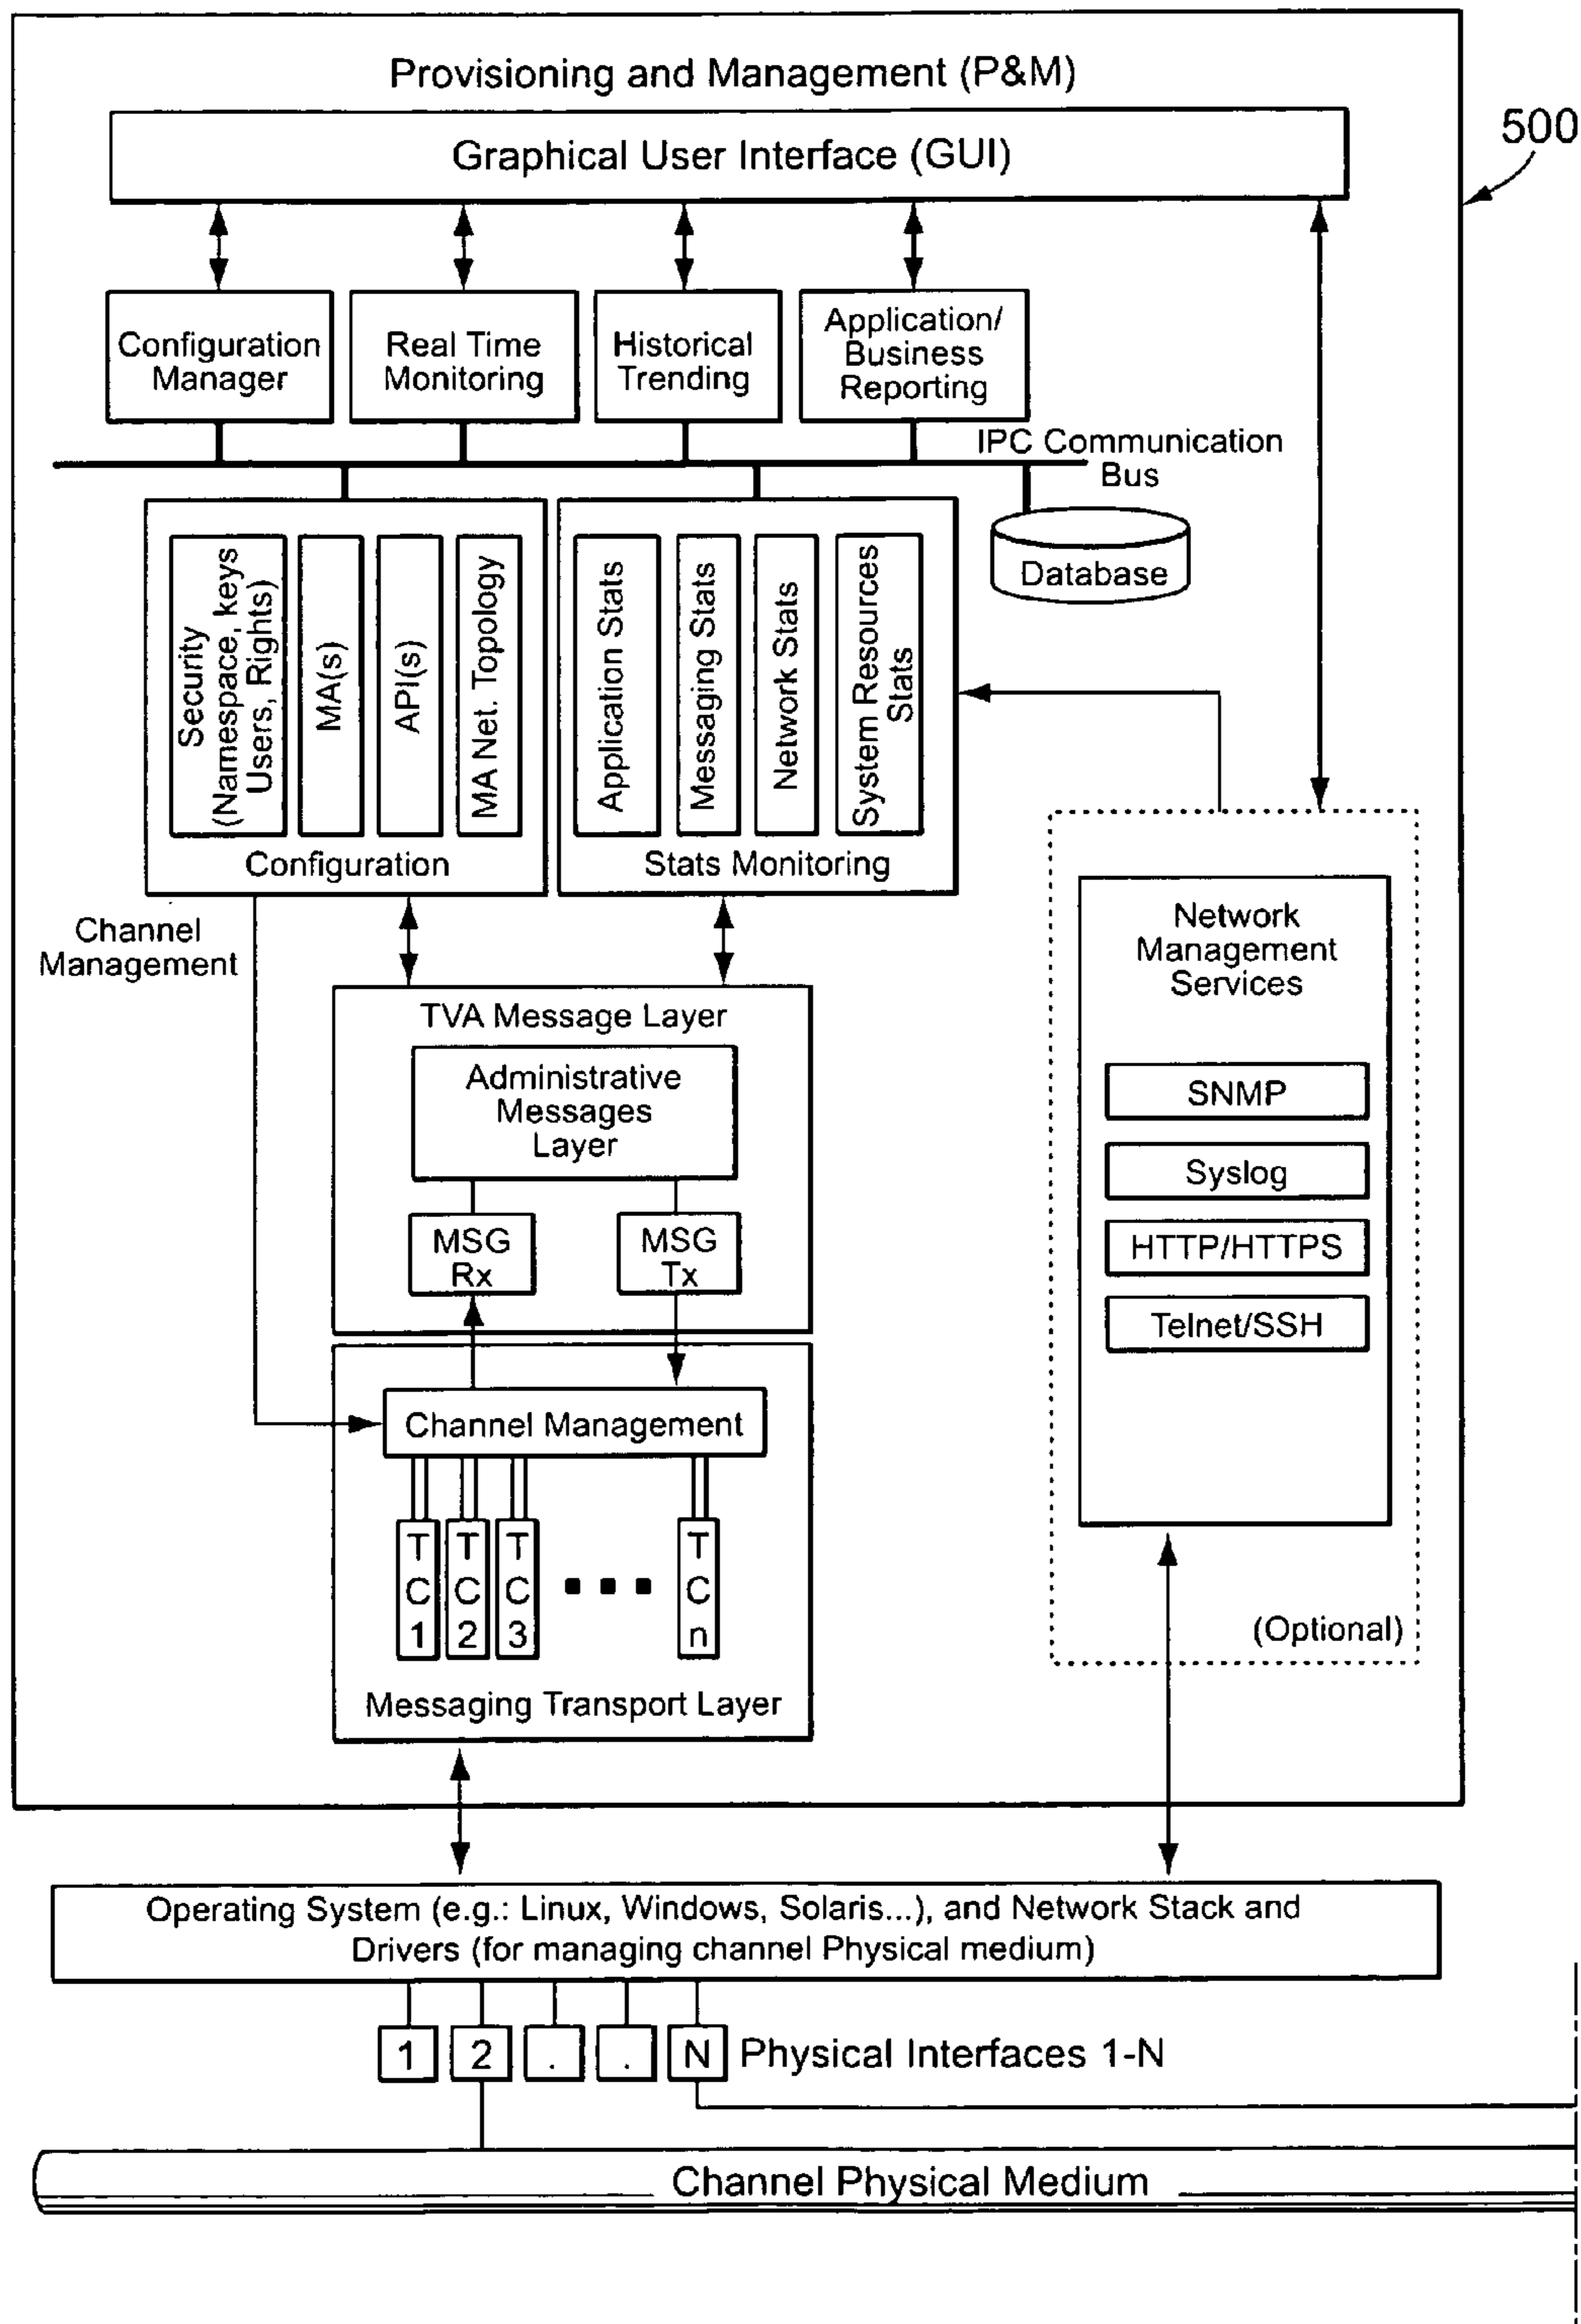 Provisioning and Management (P&M)
Graphical User Interface (GUI)
500
Configuration
Manager
Real Time
Monitoring
Historical
Trending
Application/
Business
Reporting
IPC Communication
Bus
Database
Security
(Namespace, keys
Users, Rights)
MA(s)
API(s)
MA Net. Topology
Configuration
Application Stats
Messaging Stats
Network Stats
System Resources
Stats
Stats Monitoring
Channel
Management
TVA Message Layer
Administrative
Messages
Layer
MSG
Rx
MSG
Tx
Channel Management
T
C
1
T
C
2
T
C
3
T
C
n
Messaging Transport Layer
Network
Management
Services
SNMP
Syslog
HTTP/HTTPS
Telnet/SSH
(Optional)
Operating System (e.g.: Linux, Windows, Solaris...), and Network Stack and
Drivers (for managing channel Physical medium)
1 2 . . N Physical Interfaces 1-N
Channel Physical Medium